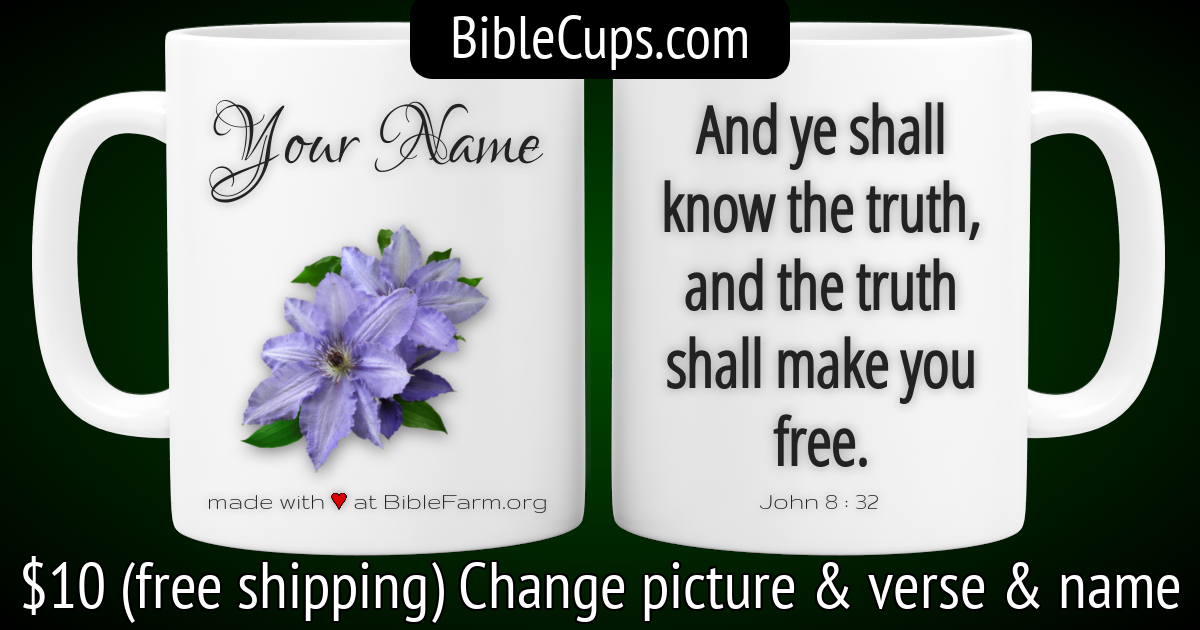 BibleCups.com
Your Name
made with ♥ at BibleFarm.org
And ye shall
know the truth,
and the truth
shall make you
free.
John 8 : 32
$10 (free shipping) Change picture & verse & name